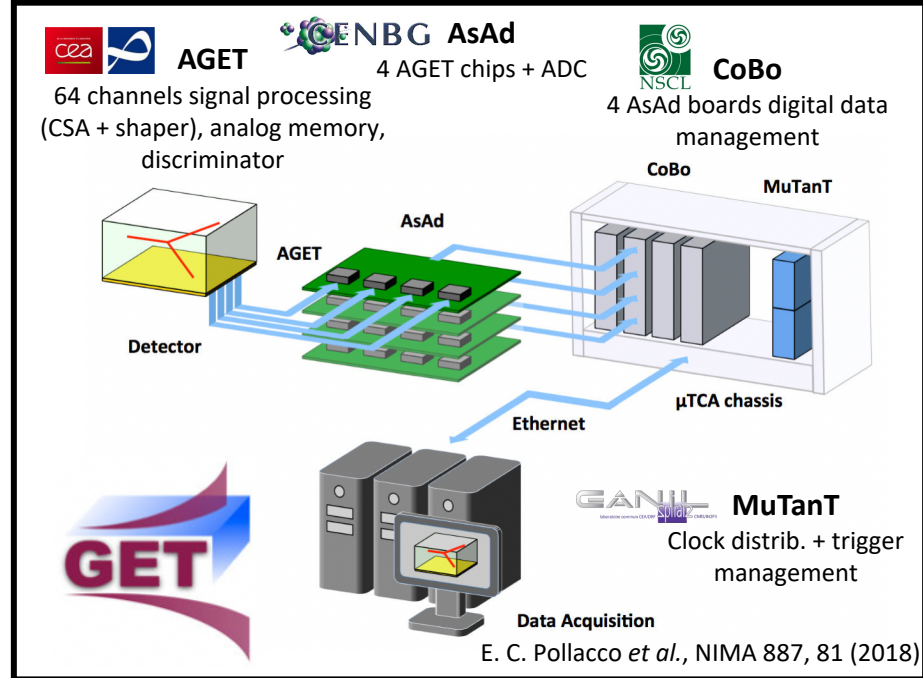 cea
CENBG
AsAd
AGET
4 AGET chips + ADC
NSCL
CoBo
64 channels signal processing
(CSA + shaper), analog memory,
discriminator
4 AsAd boards digital data
management
CoBo
MuTanT
AsAd
AGET
Detector
µTCA chassis
Ethernet
GANIL
MuTanT
Clock distrib. + trigger
management
GET
Data Acquisition
E. C. Pollacco et al., NIMA 887, 81 (2018)